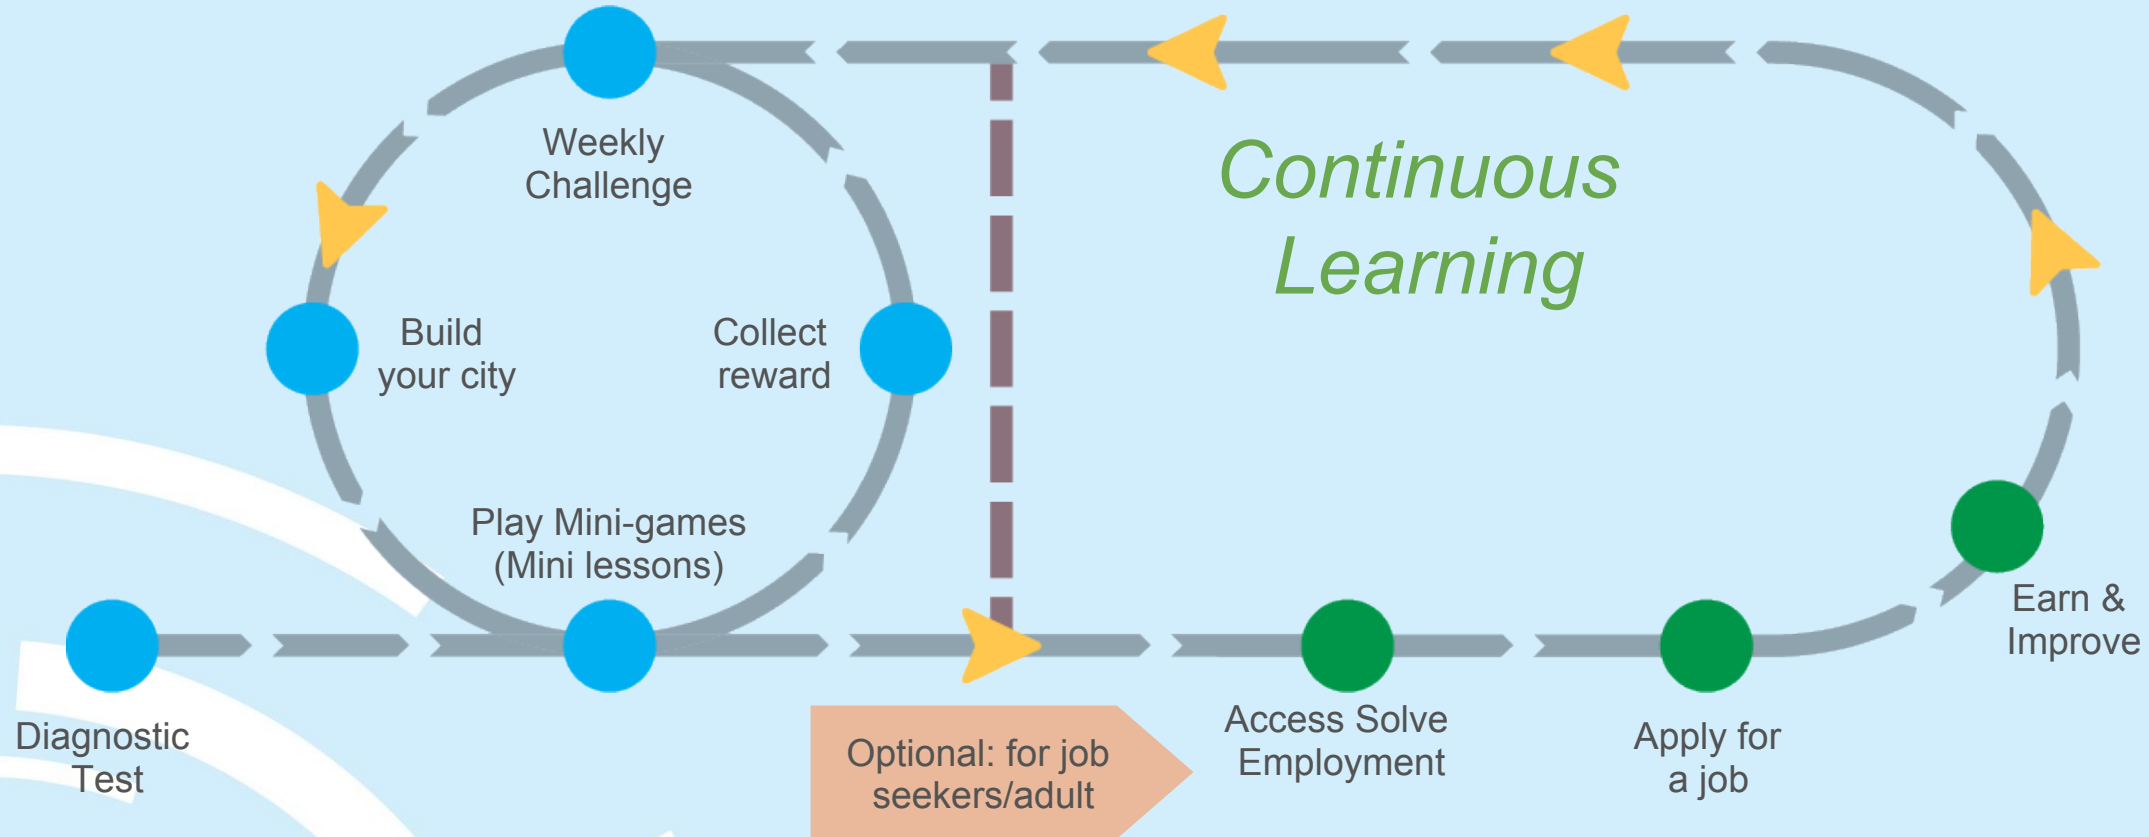 Weekly
Challenge
Continuous
Learning
Build
your city
Collect
reward
Play Mini-games
(Mini lessons)
Earn &
Improve
Diagnostic
Test
Optional: for job
seekers/adult
Access Solve
Employment
Apply for
a job